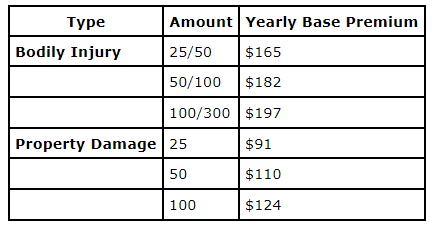 Type Amount Yearly Base Premium
Bodily Injury 25/50 $165
50/100 $182
100/300 $197
Property Damage 25 $91
50 $110
100 $124